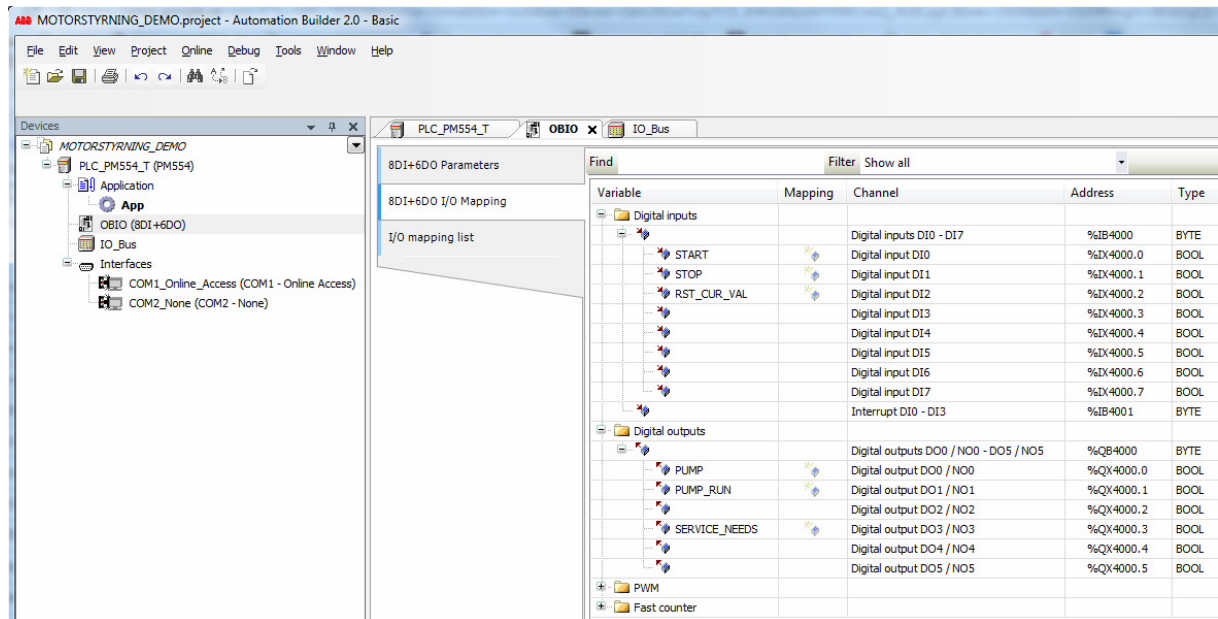 ABB MOTORSTYRNING_DEMO.project - Automation Builder 2.0 - Basic
File Edit View Project Online Debug Tools Window Help
Devices
MOTORSTYRNING_DEMO
PLC_PM554_T (PM554)
Application
App
OBIO (8DI+6DO)
IO_Bus
Interfaces
COM1_Online_Access (COM1 - Online Access)
COM2_None (COM2 - None)
PLC_PM554_T OBIO IO_Bus
8DI+6DO Parameters
8DI+6DO I/O Mapping
I/O mapping list
Find Filter Show all
Variable Mapping Channel Address Type
Digital inputs
Digital inputs DI0 - DI7 %IB4000 BYTE
START Digital input DI0 %IX4000.0 BOOL
STOP Digital input DI1 %IX4000.1 BOOL
RST_CUR_VAL Digital input DI2 %IX4000.2 BOOL
Digital input DI3 %IX4000.3 BOOL
Digital input DI4 %IX4000.4 BOOL
Digital input DI5 %IX4000.5 BOOL
Digital input DI6 %IX4000.6 BOOL
Digital input DI7 %IX4000.7 BOOL
Interrupt DI0 - DI3 %IB4001 BYTE
Digital outputs
Digital outputs DO0 / NO0 - DO5 / NO5 %QB4000 BYTE
PUMP Digital output DO0 / NO0 %QX4000.0 BOOL
PUMP_RUN Digital output DO1 / NO1 %QX4000.1 BOOL
Digital output DO2 / NO2 %QX4000.2 BOOL
SERVICE_NEEDS Digital output DO3 / NO3 %QX4000.3 BOOL
Digital output DO4 / NO4 %QX4000.4 BOOL
Digital output DO5 / NO5 %QX4000.5 BOOL
PWM
Fast counter